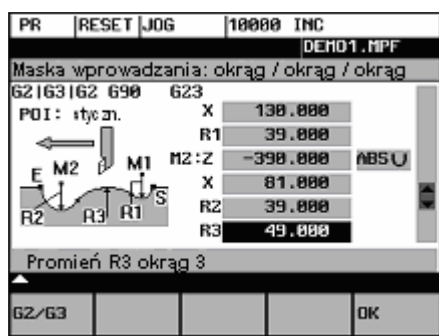 PR RESET JOG 10000 INC
DEMO1.MPF
Maska wprowadzania: okrąg / okrąg / okrąg
G2|G3|G2 G90 G23
POI: styczn.
X 130.000
R1 39.000
M2:Z -390.000 ABS
X 81.000
R2 39.000
R3 49.000
E M2 M1 S
R2 R3 R1
Promień R3 okrąg 3
G2/G3 OK